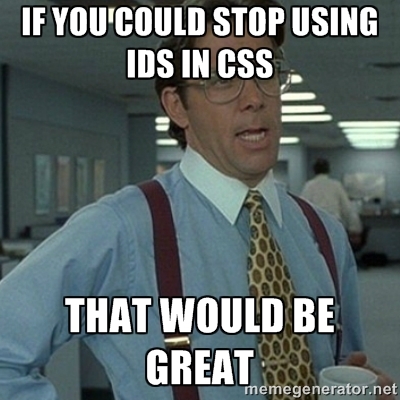 IF YOU COULD STOP USING
IDS IN CSS
THAT WOULD BE
GREAT
memegenerator.net